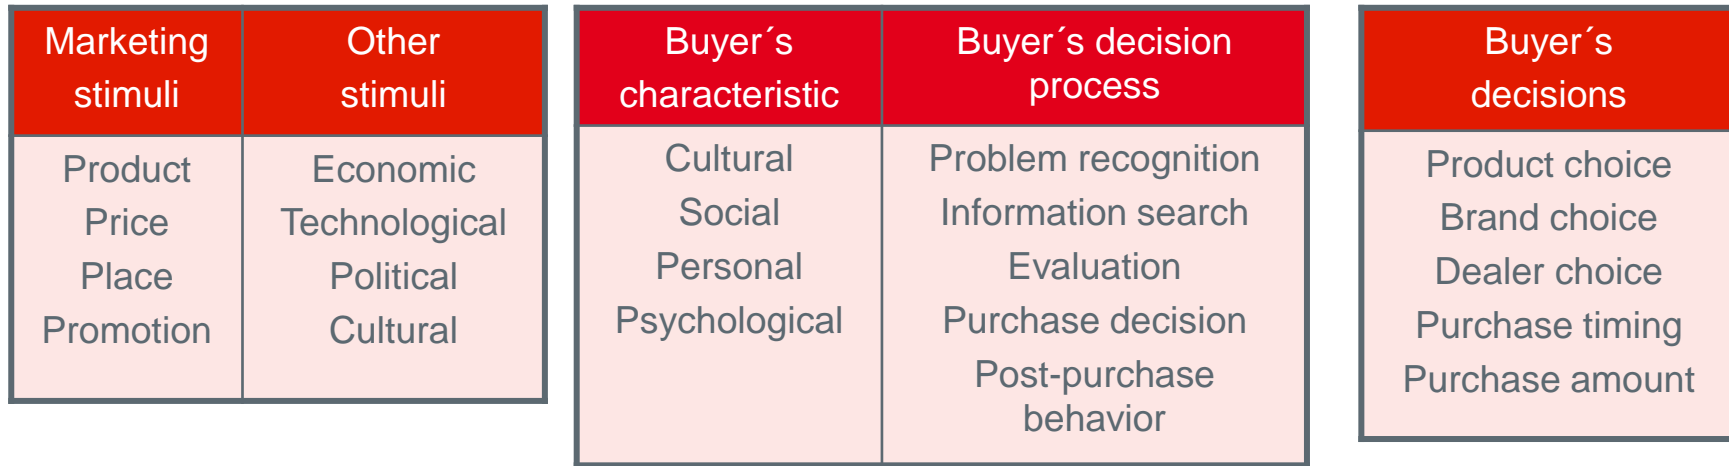 Marketing
stimuli
Other
stimuli
Product
Price
Place
Promotion
Economic
Technological
Political
Cultural
Buyer´s
characteristic
Buyer´s decision
process
Cultural
Social
Personal
Psychological
Problem recognition
Information search
Evaluation
Purchase decision
Post-purchase
behavior
Buyer´s
decisions
Product choice
Brand choice
Dealer choice
Purchase timing
Purchase amount